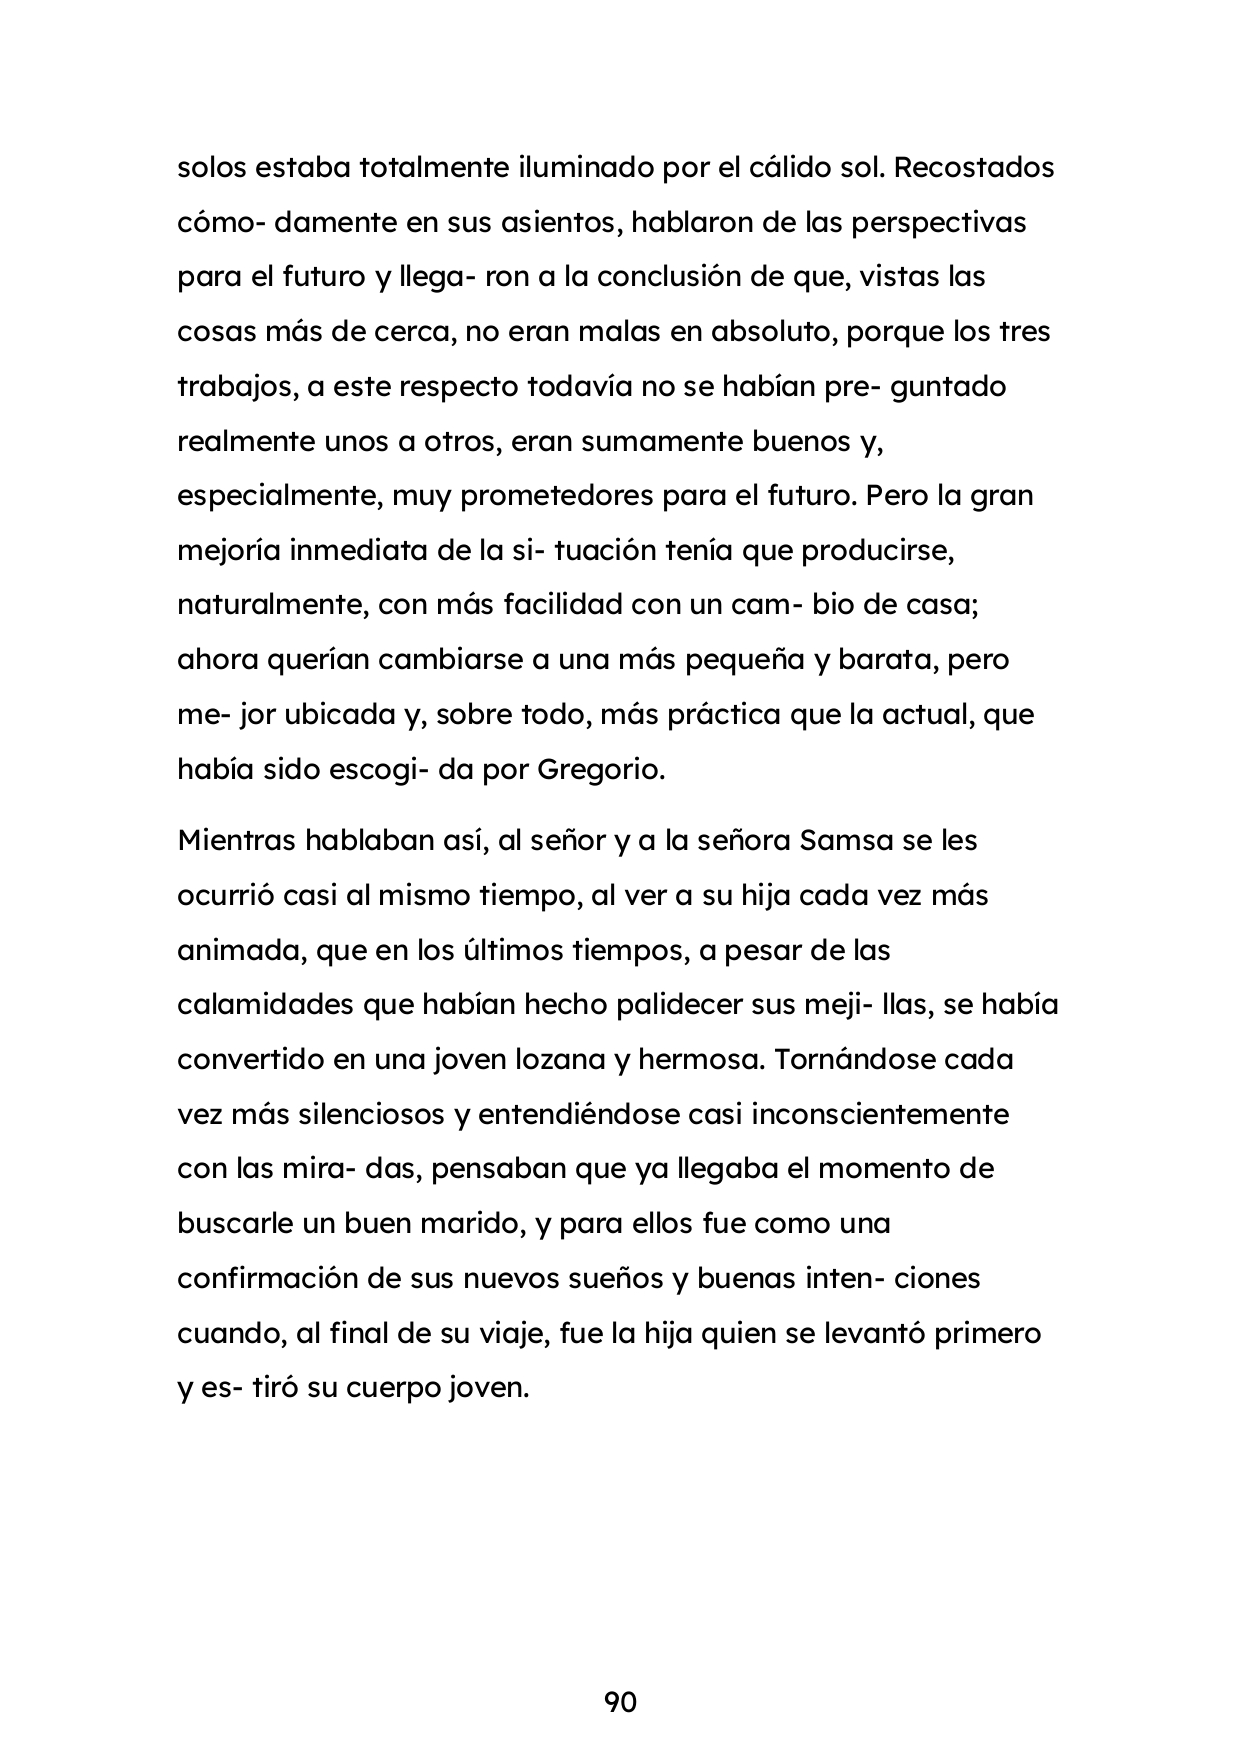 solos estaba totalmente iluminado por el cálido sol. Recostados
cómo- damente en sus asientos, hablaron de las perspectivas
para el futuro y llega- ron a la conclusión de que, vistas las
cosas más de cerca, no eran malas en absoluto, porque los tres
trabajos, a este respecto todavía no se habían pre- guntado
realmente unos a otros, eran sumamente buenos y,
especialmente, muy prometedores para el futuro. Pero la gran
mejoría inmediata de la si- tuación tenía que producirse,
naturalmente, con más facilidad con un cam- bio de casa;
ahora querían cambiarse a una más pequeña y barata, pero
me- jor ubicada y, sobre todo, más práctica que la actual, que
había sido escogi- da por Gregorio.
Mientras hablaban así, al señor y a la señora Samsa se les
ocurrió casi al mismo tiempo, al ver a su hija cada vez más
animada, que en los últimos tiempos, a pesar de las
calamidades que habían hecho palidecer sus meji- llas, se había
convertido en una joven lozana y hermosa. Tornándose cada
vez más silenciosos y entendiéndose casi inconscientemente
con las mira- das, pensaban que ya llegaba el momento de
buscarle un buen marido, y para ellos fue como una
confirmación de sus nuevos sueños y buenas inten- ciones
cuando, al final de su viaje, fue la hija quien se levantó primero
y es- tiró su cuerpo joven.
90